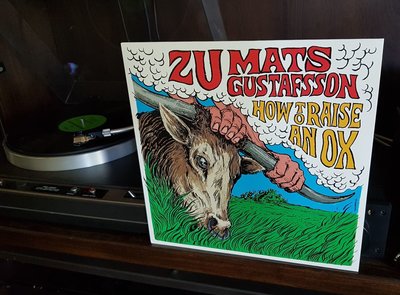 ZU MATS
GUSTAFSSON
HOW TO RAISE
AN OX